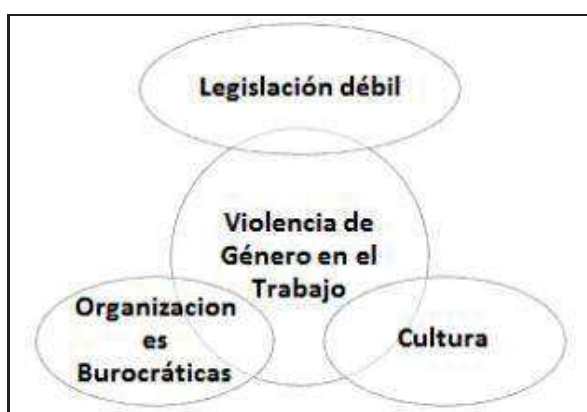 Legislación débil
Violencia de
Género en el
Trabajo
Organizacion
es
Burocráticas
Cultura